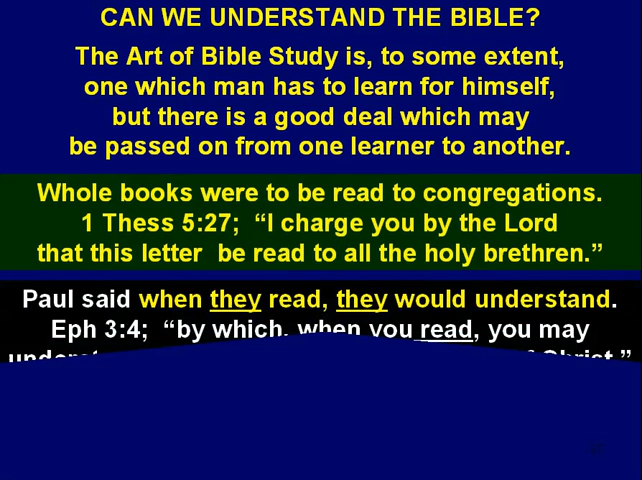 CAN WE UNDERSTAND THE BIBLE?
The Art of Bible Study is, to some extent,
one which man has to learn for himself,
but there is a good deal which may
be passed on from one learner to another.
Whole books were to be read to congregations.
1 Thess 5:27; “I charge you by the Lord
that this letter be read to all the holy brethren.”
Paul said when they read, they would understand.
Eph 3:4; “by which, when you read, you may
of Christ.”